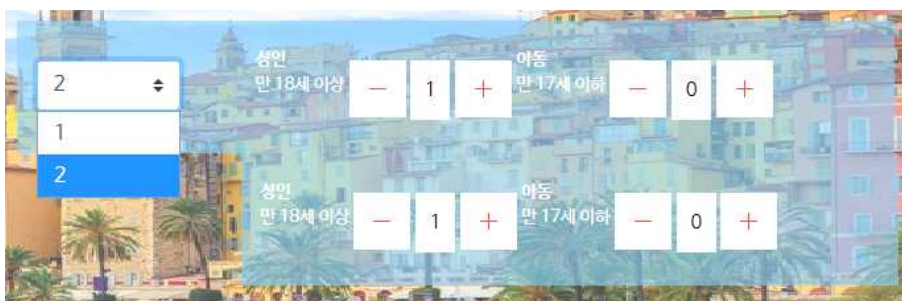 2
1
2
성인
만 18세 이상 — 1 +
아동
만 17세 이하 — 0 +
성인
만 18세 이상 — 1 +
아동
만 17세 이하 — 0 +